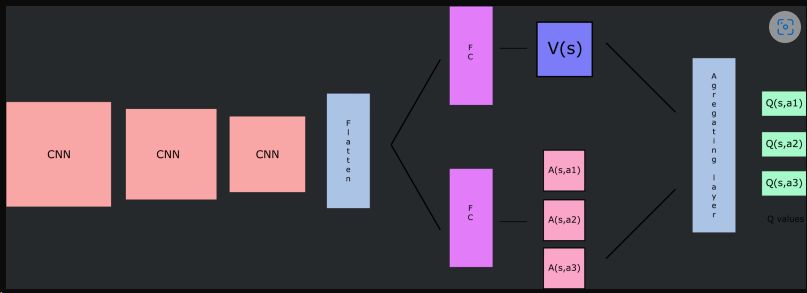 CNN
CNN
CNN
Flatten
FC
V(s)
FC
A(s,a1)
A(s,a2)
A(s,a3)
Agregating layer
Q(s,a1)
Q(s,a2)
Q(s,a3)
Q values